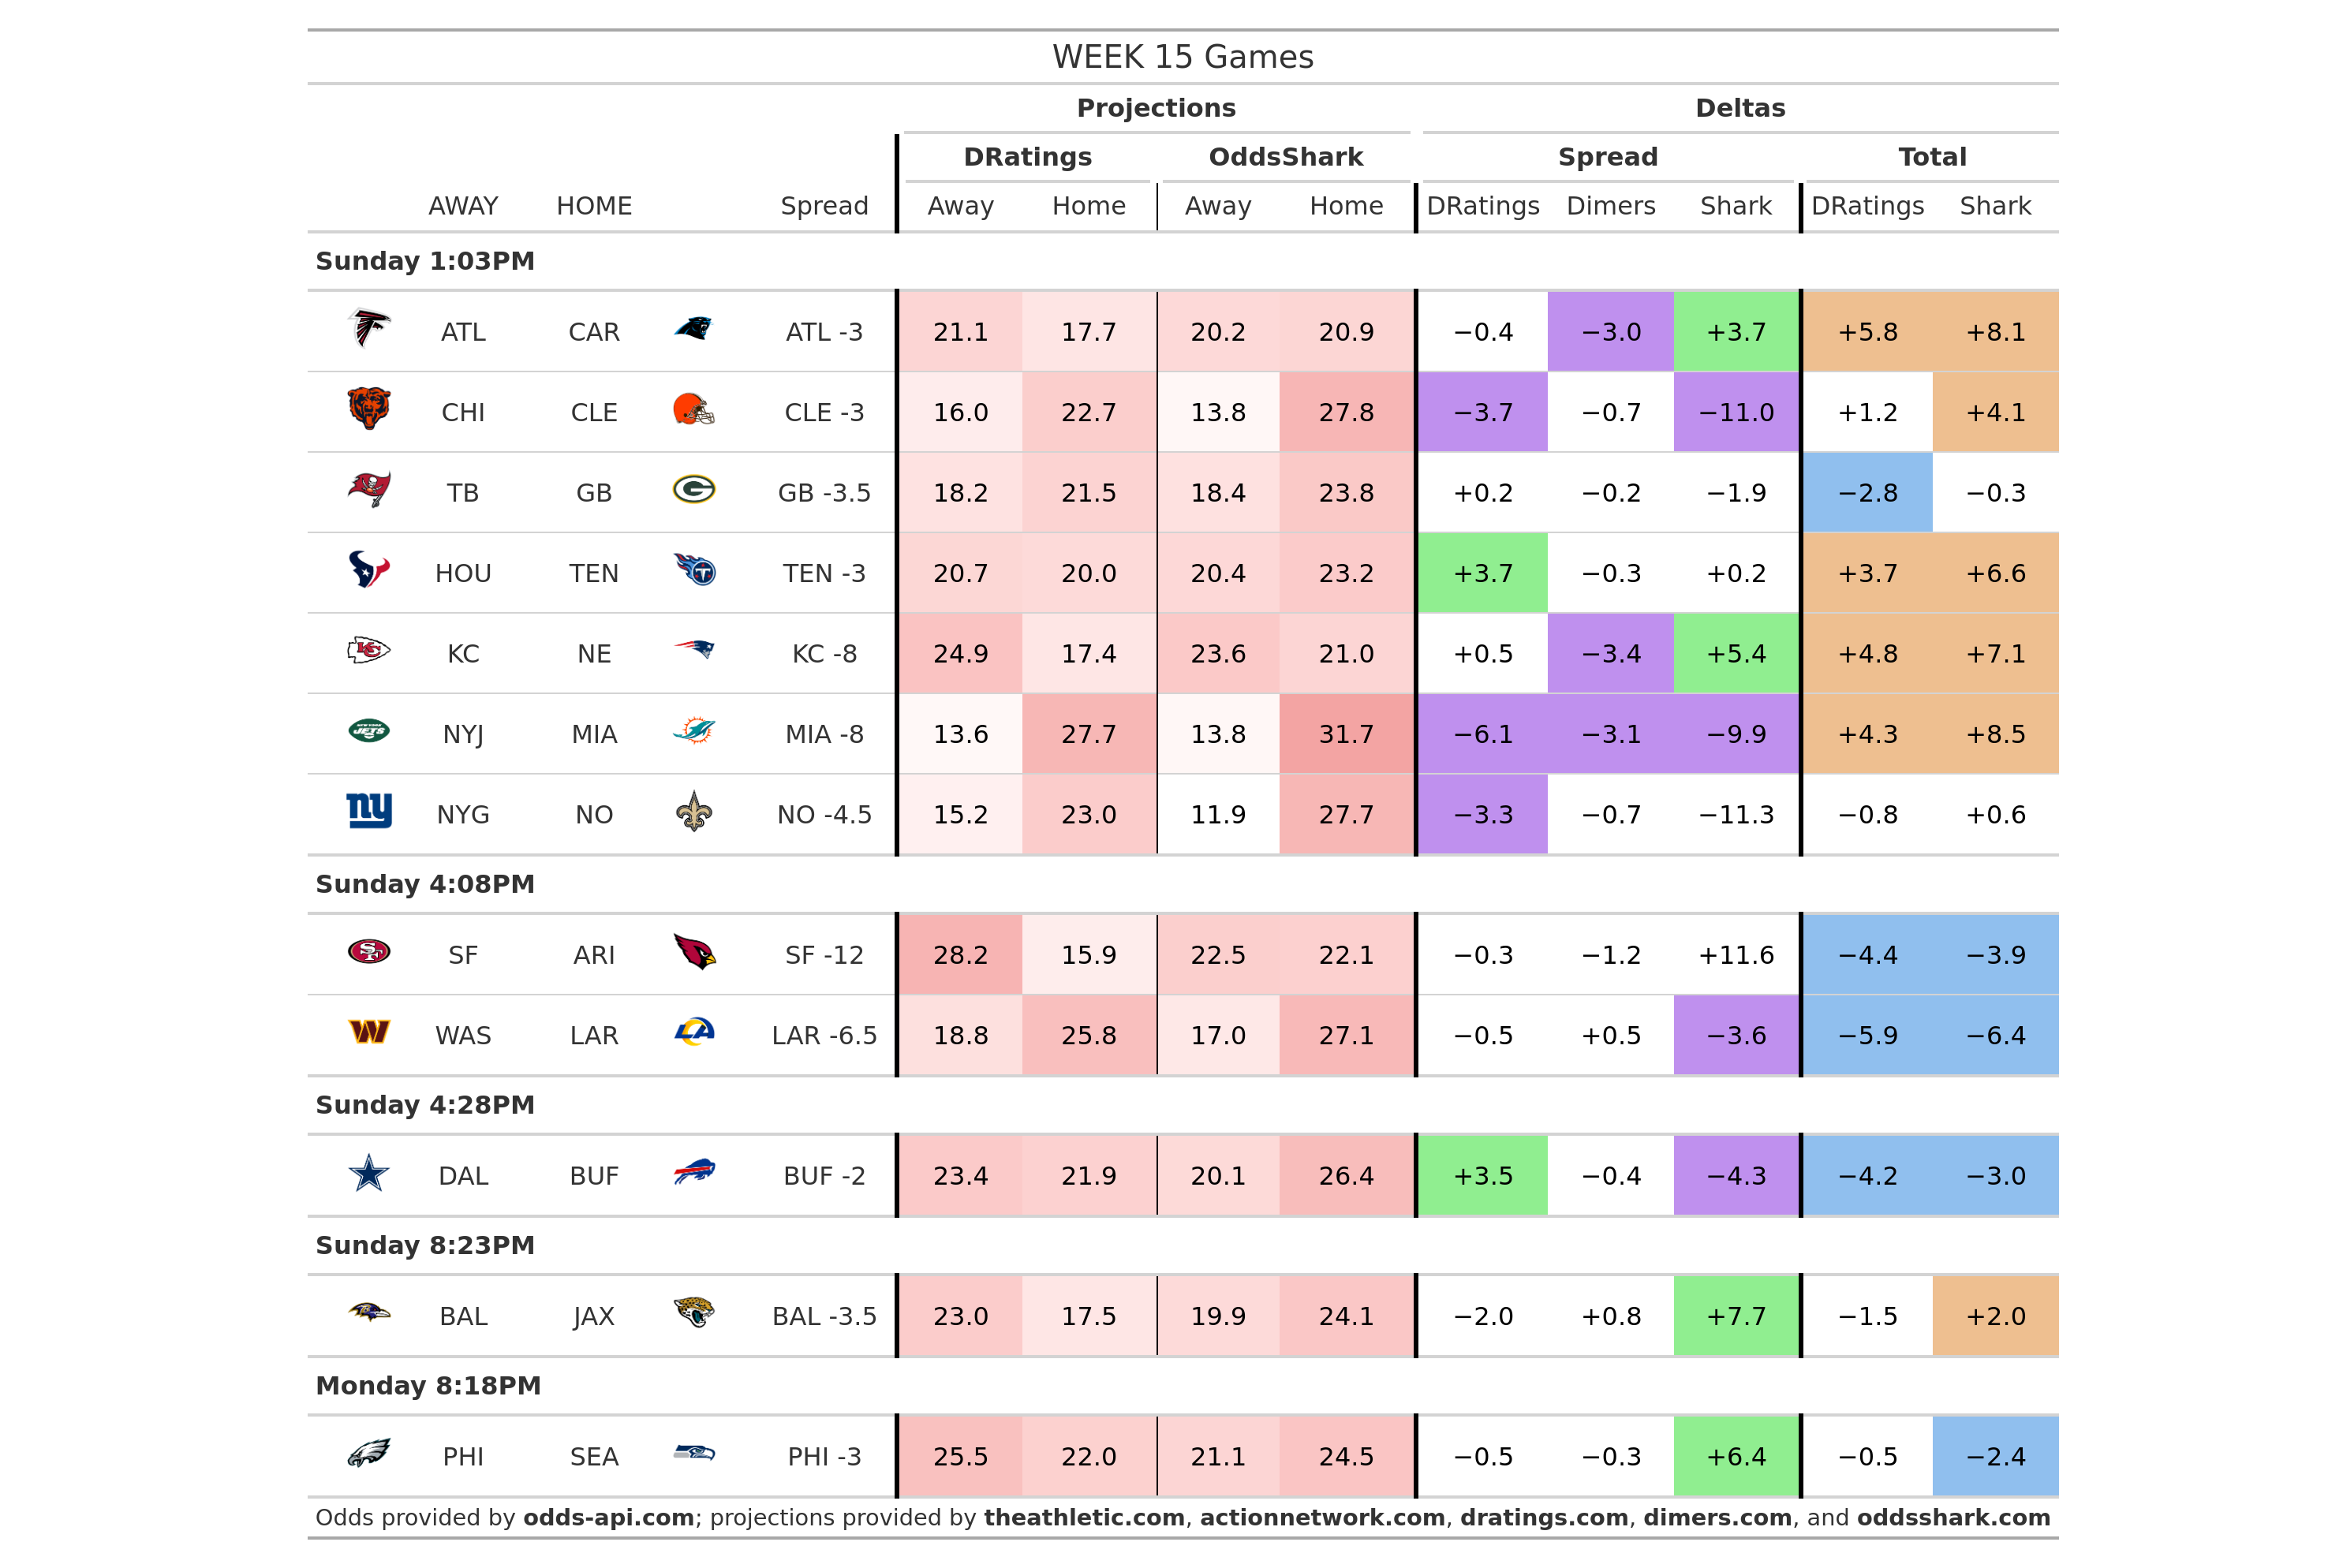 WEEK 15 Games
Projections Deltas
DRatings OddsShark Spread Total
AWAY HOME Spread Away Home Away Home DRatings Dimers Shark DRatings Shark
Sunday 1:03PM
ATL CAR ATL -3 21.1 17.7 20.2 20.9 −0.4 −3.0 +3.7 +5.8 +8.1
CHI CLE CLE -3 16.0 22.7 13.8 27.8 −3.7 −0.7 −11.0 +1.2 +4.1
TB GB GB -3.5 18.2 21.5 18.4 23.8 +0.2 −0.2 −1.9 −2.8 −0.3
HOU TEN TEN -3 20.7 20.0 20.4 23.2 +3.7 −0.3 +0.2 +3.7 +6.6
KC NE KC -8 24.9 17.4 23.6 21.0 +0.5 −3.4 +5.4 +4.8 +7.1
NYJ MIA MIA -8 13.6 27.7 13.8 31.7 −6.1 −3.1 −9.9 +4.3 +8.5
ny NYG NO NO -4.5 15.2 23.0 11.9 27.7 −3.3 −0.7 −11.3 −0.8 +0.6
Sunday 4:08PM
SF ARI SF -12 28.2 15.9 22.5 22.1 −0.3 −1.2 +11.6 −4.4 −3.9
WAS LAR LAR -6.5 18.8 25.8 17.0 27.1 −0.5 +0.5 −3.6 −5.9 −6.4
Sunday 4:28PM
DAL BUF BUF -2 23.4 21.9 20.1 26.4 +3.5 −0.4 −4.3 −4.2 −3.0
Sunday 8:23PM
BAL JAX BAL -3.5 23.0 17.5 19.9 24.1 −2.0 +0.8 +7.7 −1.5 +2.0
Monday 8:18PM
PHI SEA PHI -3 25.5 22.0 21.1 24.5 −0.5 −0.3 +6.4 −0.5 −2.4
Odds provided by odds-api.com; projections provided by theathletic.com, actionnetwork.com, dratings.com, dimers.com, and oddsshark.com